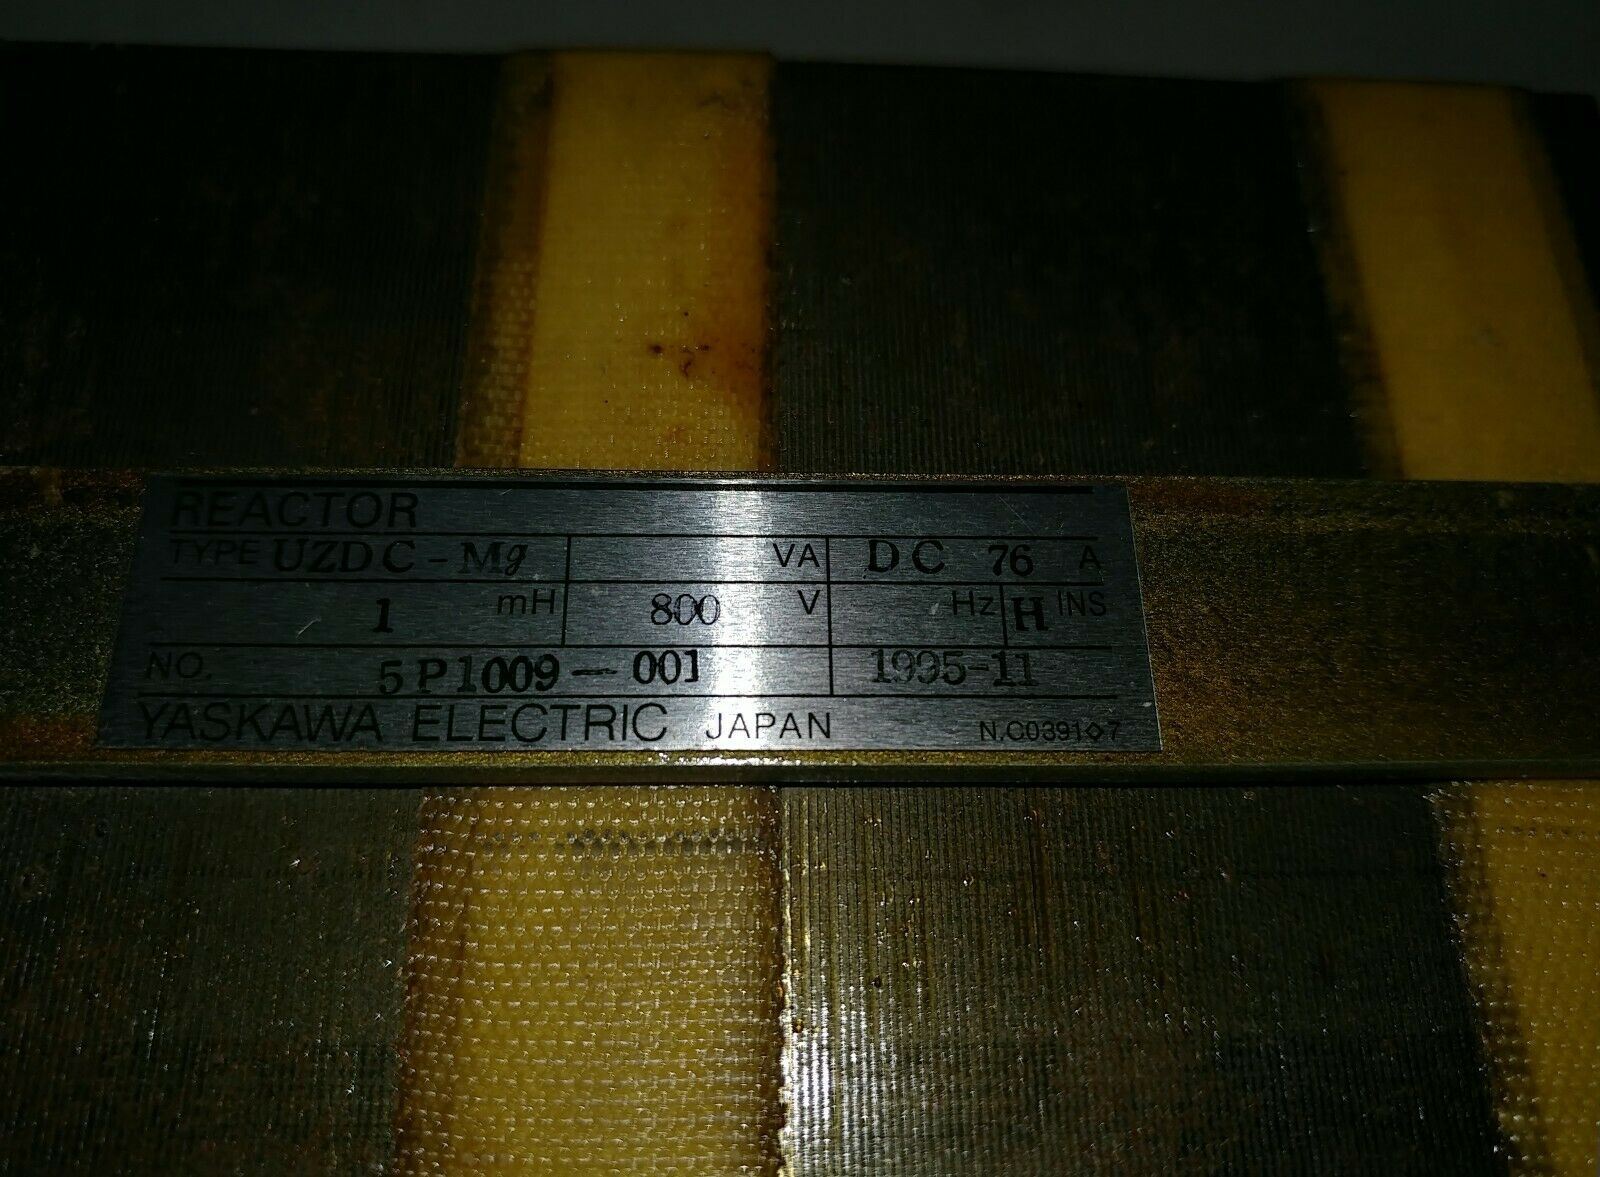 REACTOR
TYPE UZDC-Mg VA DC 76 A
1 mH 800 V Hz H INS
NO. 5P1009-001 1995-11
YASKAWA ELECTRIC JAPAN N.C0391◇7